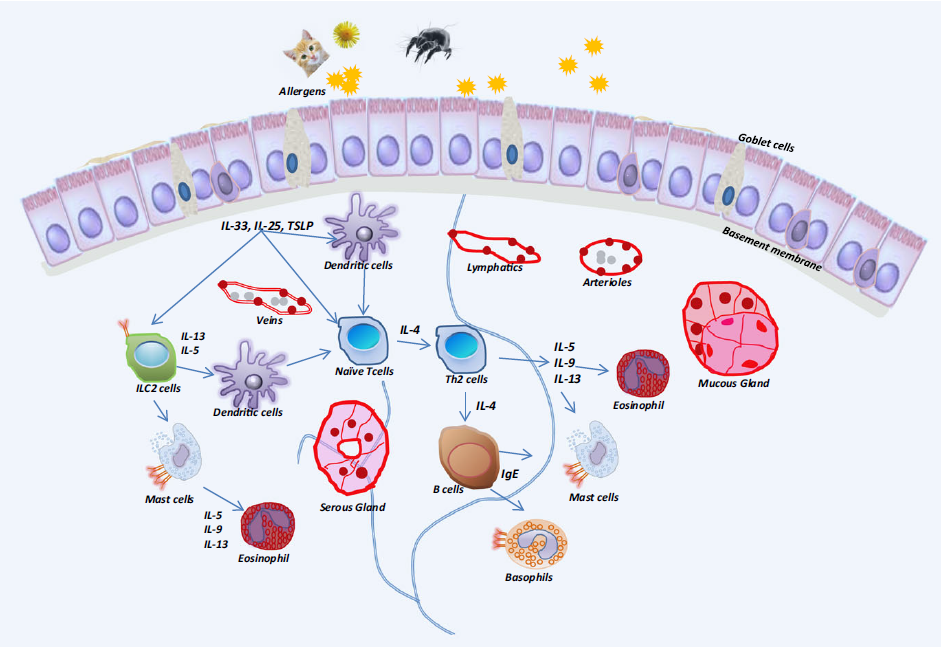 Allergens
Goblet cells
Basement membrane
IL-33, IL-25, TSLP
Dendritic cells
Lymphatics
Arterioles
Veins
IL-13
IL-5
ILC2 cells
Dendritic cells
Naïve Tcells
IL-4
Th2 cells
IL-5
IL-9
IL-13
Eosinophil
Mucous Gland
IL-4
B cells
IgE
Mast cells
Basophils
Serous Gland
Mast cells
IL-5
IL-9
IL-13
Eosinophil